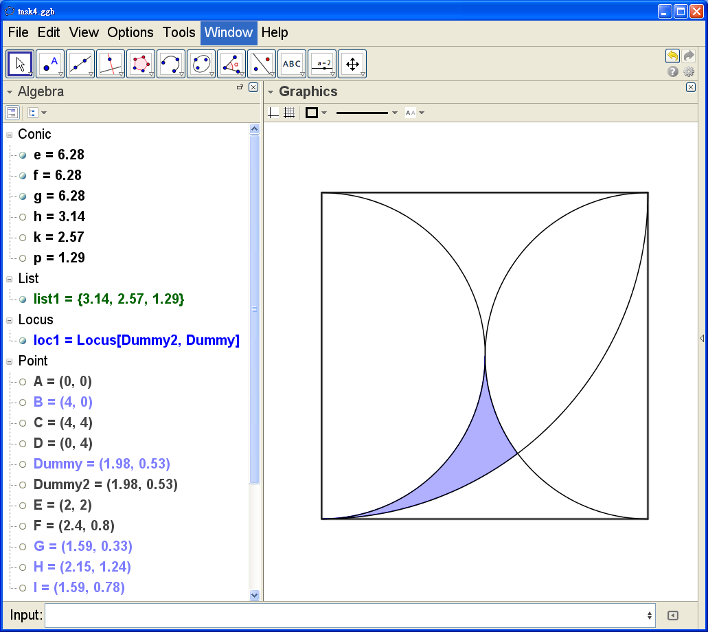 task4.ggb
File Edit View Options Tools Window Help
ABC
a=2
Algebra
Graphics
AA
Conic
e = 6.28
f = 6.28
g = 6.28
h = 3.14
k = 2.57
p = 1.29
List
list1 = {3.14, 2.57, 1.29}
Locus
loc1 = Locus[Dummy2, Dummy]
Point
A = (0, 0)
B = (4, 0)
C = (4, 4)
D = (0, 4)
Dummy = (1.98, 0.53)
Dummy2 = (1.98, 0.53)
E = (2, 2)
F = (2.4, 0.8)
G = (1.59, 0.33)
H = (2.15, 1.24)
I = (1.59, 0.78)
Input: